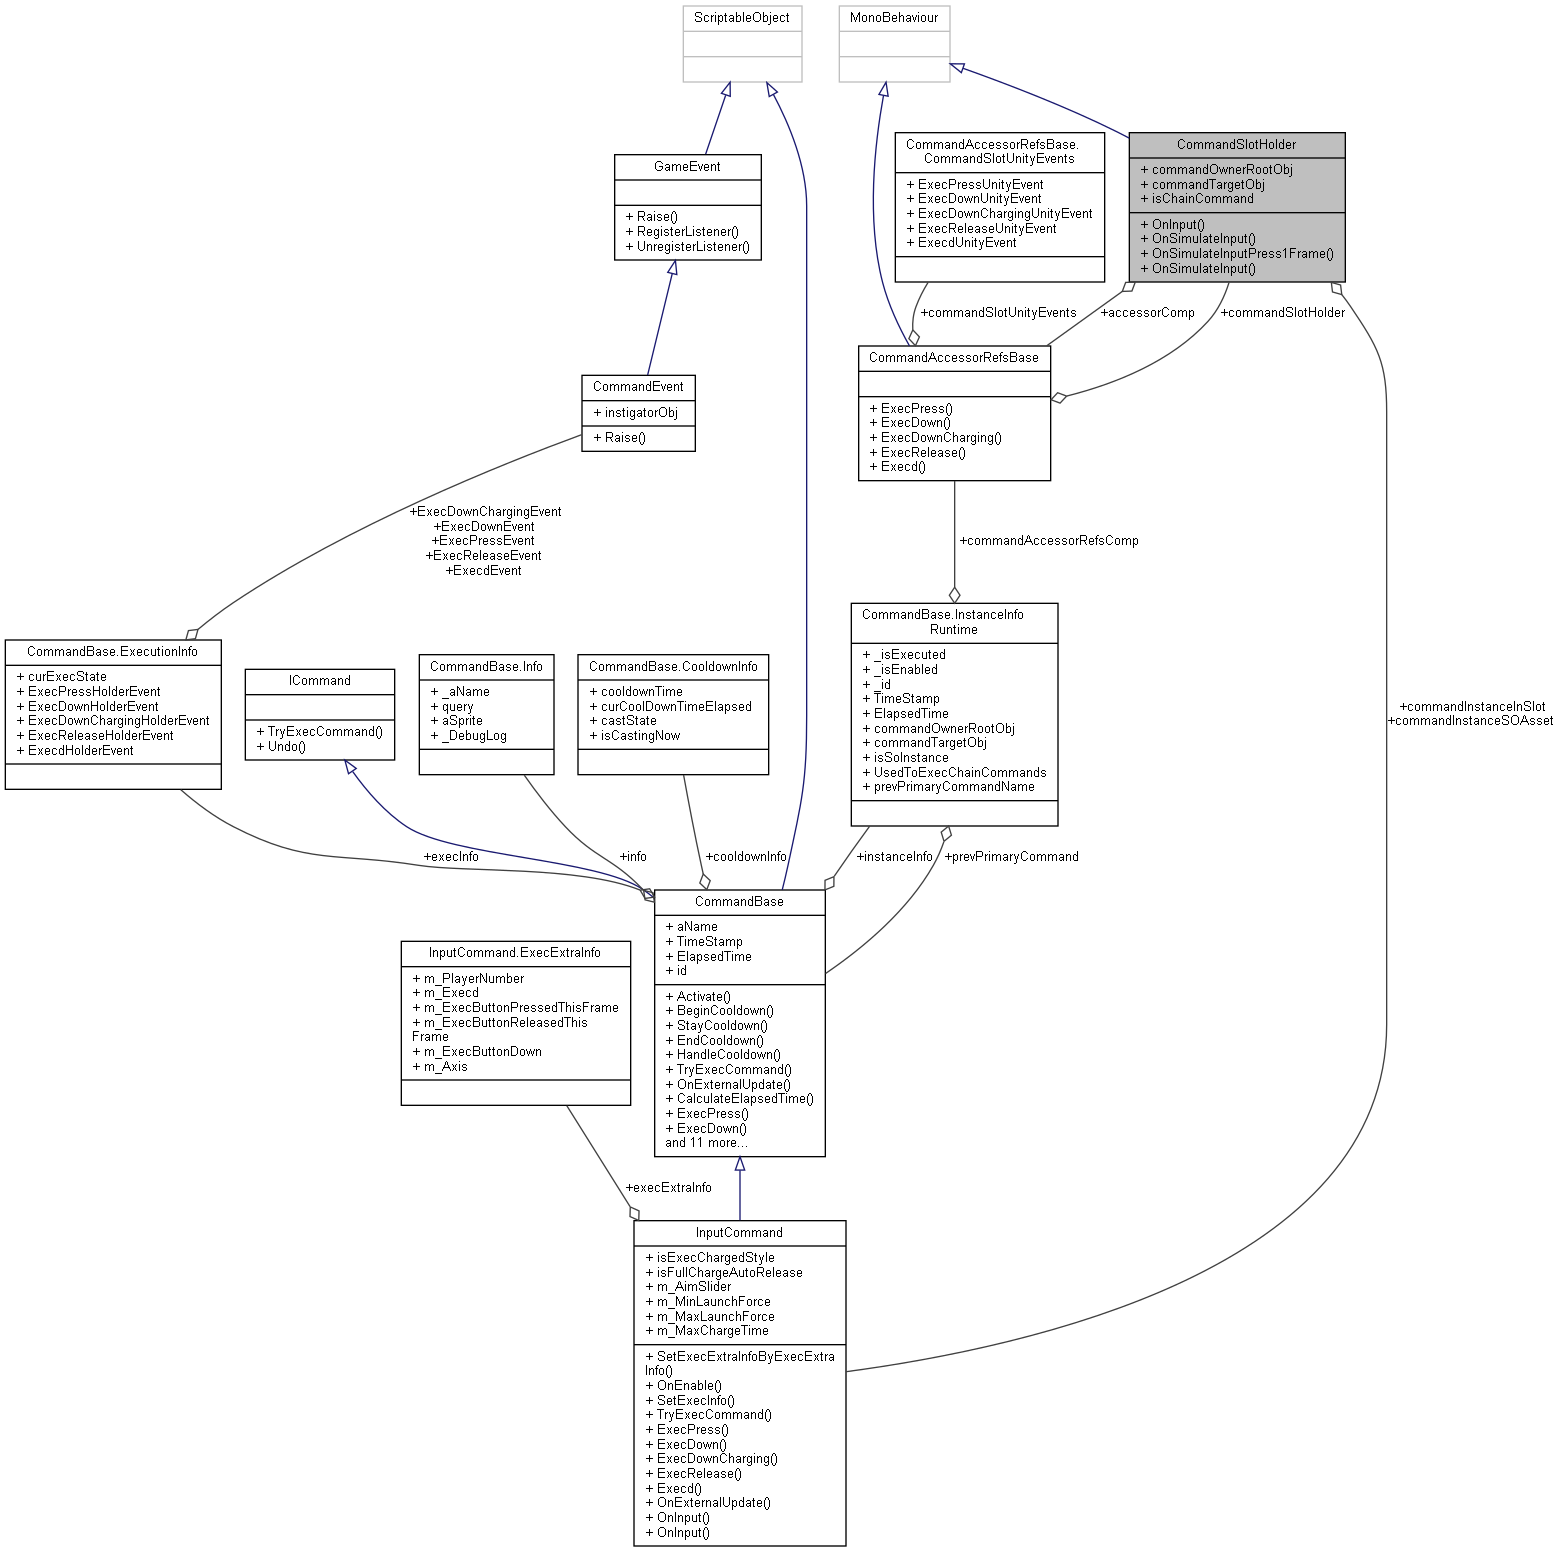 ScriptableObject
MonoBehaviour
CommandAccessorRefsBase.
CommandSlotUnityEvents
+ ExecPressUnityEvent
+ ExecDownUnityEvent
+ ExecDownChargingUnityEvent
+ ExecReleaseUnityEvent
+ ExecdUnityEvent
CommandSlotHolder
+ commandOwnerRootObj
+ commandTargetObj
+ isChainCommand
+ OnInput()
+ OnSimulateInput()
+ OnSimulateInputPress1Frame()
+ OnSimulateInput()
GameEvent
+ Raise()
+ RegisterListener()
+ UnregisterListener()
+commandSlotUnityEvents
+accessorComp
+commandSlotHolder
CommandAccessorRefsBase
+ ExecPress()
+ ExecDown()
+ ExecDownCharging()
+ ExecRelease()
+ Execd()
CommandEvent
+ instigatorObj
+ Raise()
+ExecDownChargingEvent
+ExecDownEvent
+ExecPressEvent
+ExecReleaseEvent
+ExecdEvent
+commandAccessorRefsComp
CommandBase.ExecutionInfo
+ curExecState
+ ExecPressHolderEvent
+ ExecDownHolderEvent
+ ExecDownChargingHolderEvent
+ ExecReleaseHolderEvent
+ ExecdHolderEvent
ICommand
+ TryExecCommand()
+ Undo()
CommandBase.Info
+ _aName
+ query
+ aSprite
+ _DebugLog
CommandBase.CooldownInfo
+ cooldownTime
+ curCoolDownTimeElapsed
+ castState
+ isCastingNow
CommandBase.InstanceInfo
Runtime
+ _isExecuted
+ _isEnabled
+ _id
+ TimeStamp
+ ElapsedTime
+ commandOwnerRootObj
+ commandTargetObj
+ isSoInstance
+ UsedToExecChainCommands
+ prevPrimaryCommandName
+commandInstanceInSlot
+commandInstanceSOAsset
+execInfo
+info
+cooldownInfo
+instanceInfo
+prevPrimaryCommand
CommandBase
+ aName
+ TimeStamp
+ ElapsedTime
+ id
+ Activate()
+ BeginCooldown()
+ StayCooldown()
+ EndCooldown()
+ HandleCooldown()
+ TryExecCommand()
+ OnExternalUpdate()
+ CalculateElapsedTime()
+ ExecPress()
+ ExecDown()
and 11 more...
InputCommand.ExecExtraInfo
+ m_PlayerNumber
+ m_Execd
+ m_ExecButtonPressedThisFrame
+ m_ExecButtonReleasedThis
Frame
+ m_ExecButtonDown
+ m_Axis
+execExtraInfo
InputCommand
+ isExecChargedStyle
+ isFullChargeAutoRelease
+ m_AimSlider
+ m_MinLaunchForce
+ m_MaxLaunchForce
+ m_MaxChargeTime
+ SetExecExtraInfoByExecExtra
Info()
+ OnEnable()
+ SetExecInfo()
+ TryExecCommand()
+ ExecPress()
+ ExecDown()
+ ExecDownCharging()
+ ExecRelease()
+ Execd()
+ OnExternalUpdate()
+ OnInput()
+ OnInput()